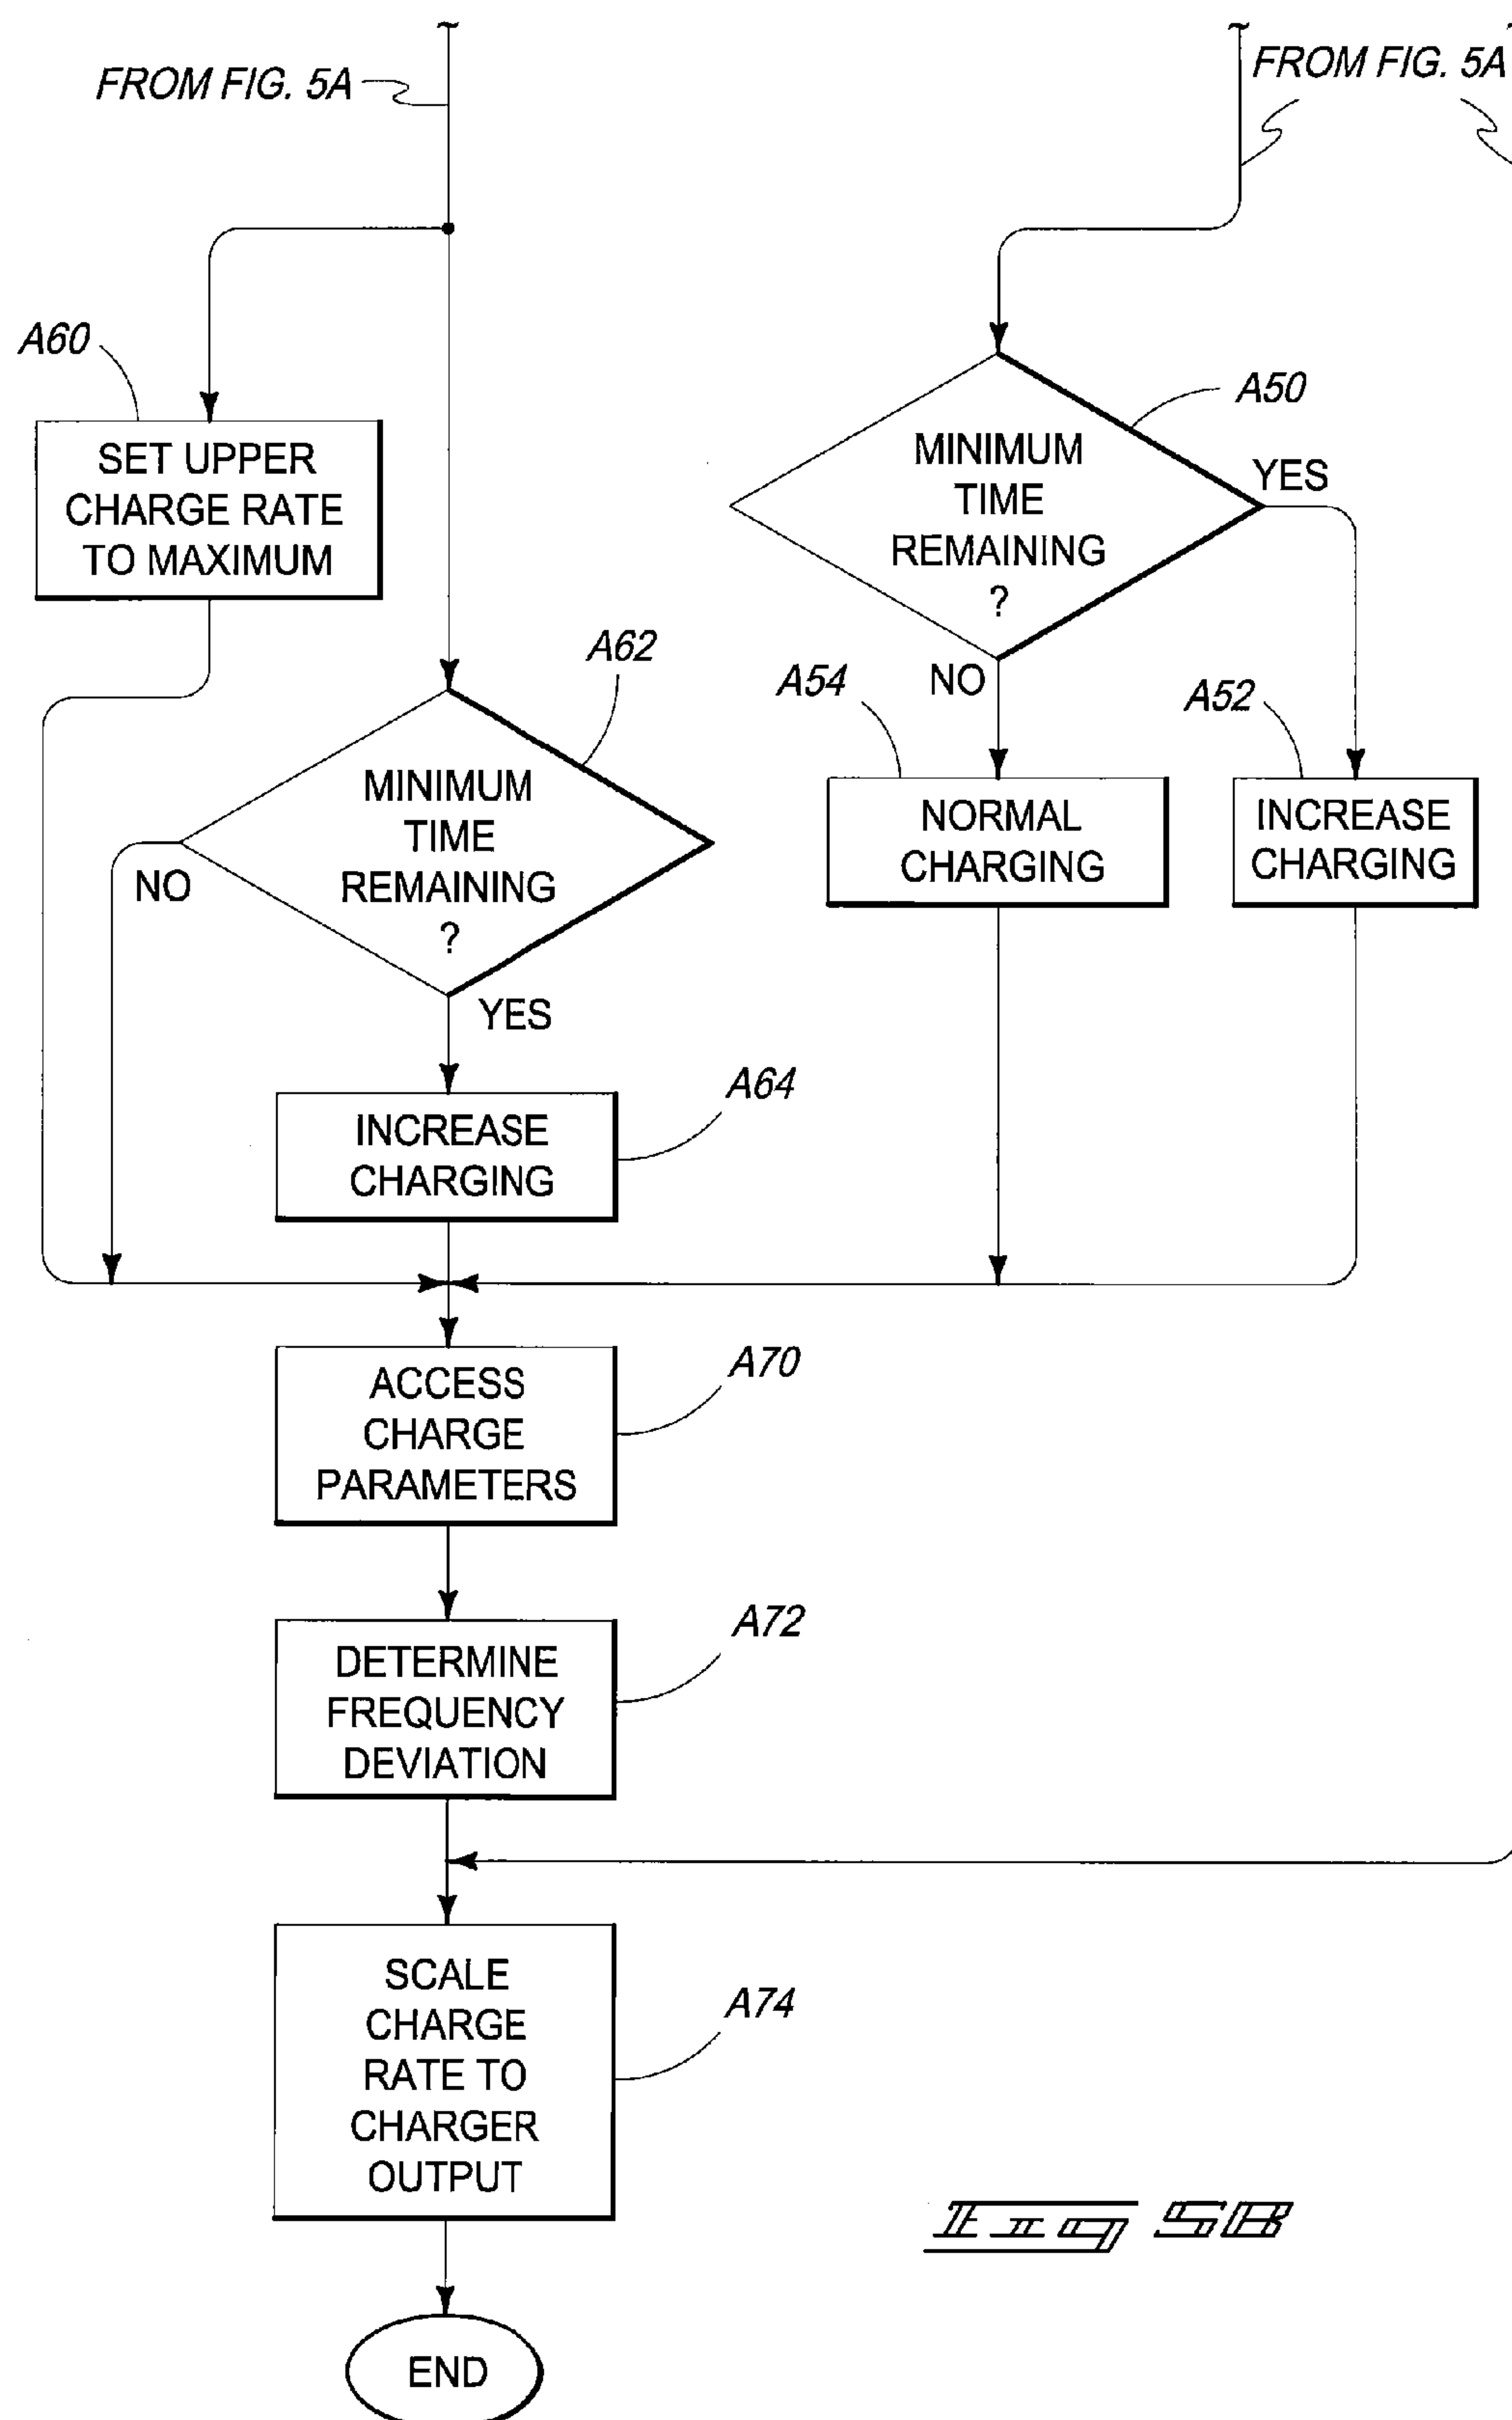 FROM FIG. 5A
FROM FIG. 5A
A60
SET UPPER
CHARGE RATE
TO MAXIMUM
A50
MINIMUM
TIME
REMAINING
?
YES
NO
A62
MINIMUM
TIME
REMAINING
?
NO
YES
A54
NORMAL
CHARGING
A52
INCREASE
CHARGING
A64
INCREASE
CHARGING
A70
ACCESS
CHARGE
PARAMETERS
A72
DETERMINE
FREQUENCY
DEVIATION
A74
SCALE
CHARGE
RATE TO
CHARGER
OUTPUT
END
Fig 5B